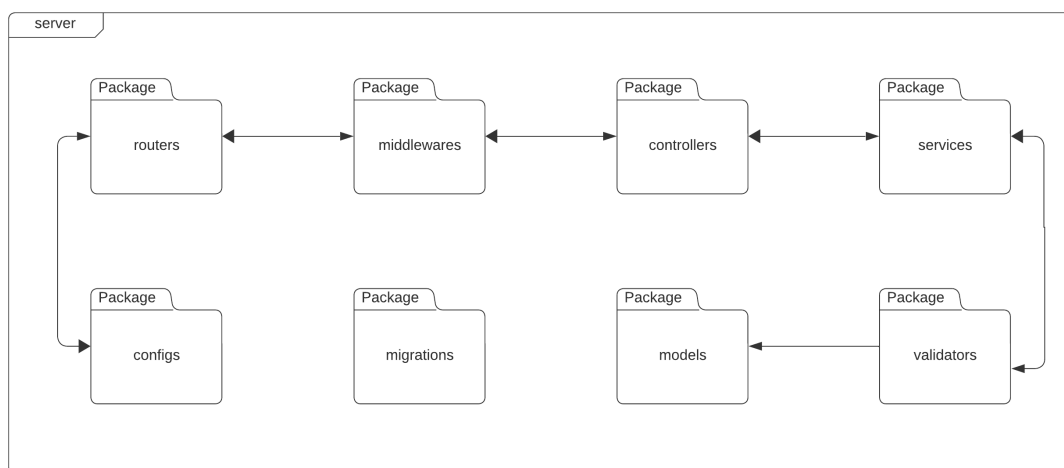 server
Package
routers
Package
middlewares
Package
controllers
Package
services
Package
configs
Package
migrations
Package
models
Package
validators